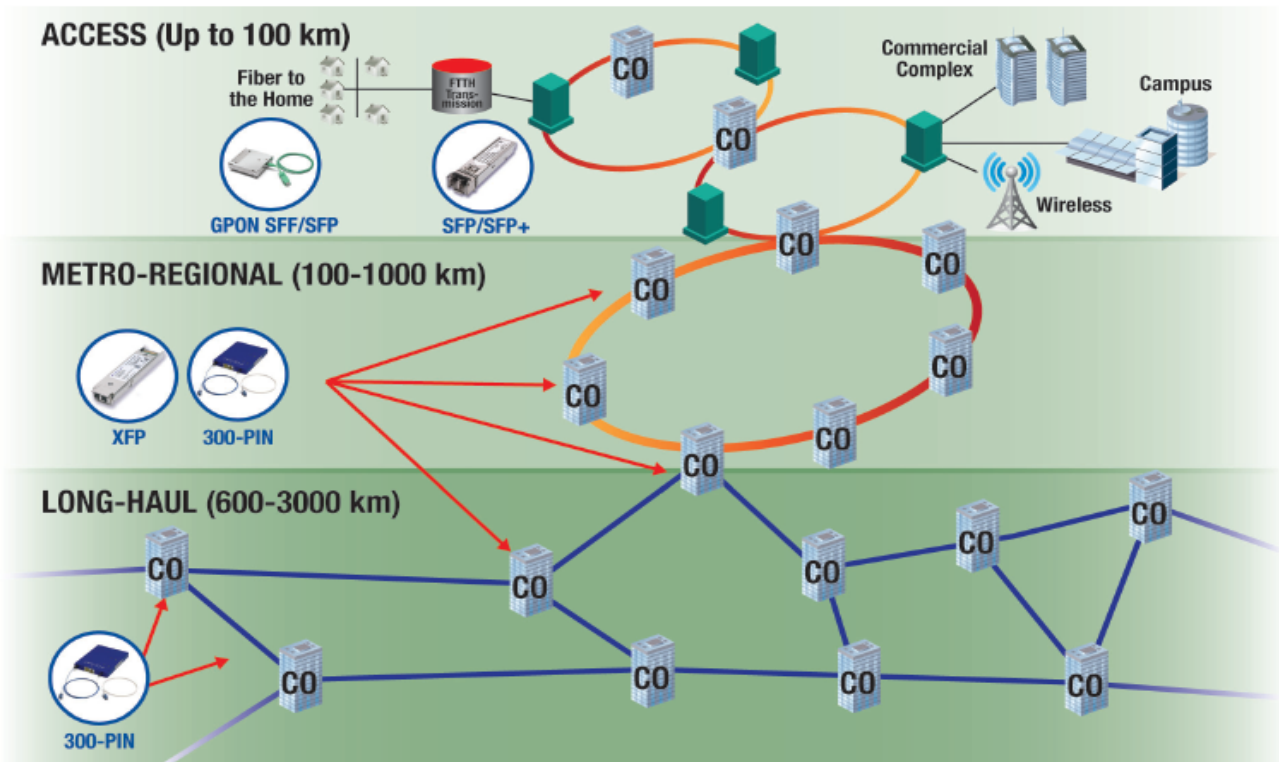 ACCESS (Up to 100 km)
Fiber to
the Home
FTTH
Trans-
mission
GPON SFF/SFP
SFP/SFP+
CO
CO
Commercial
Complex
Campus
Wireless
METRO-REGIONAL (100-1000 km)
XFP
300-PIN
CO
CO
CO
CO
CO
CO
CO
LONG-HAUL (600-3000 km)
CO
CO
CO
CO
CO
CO
CO
CO
CO
300-PIN